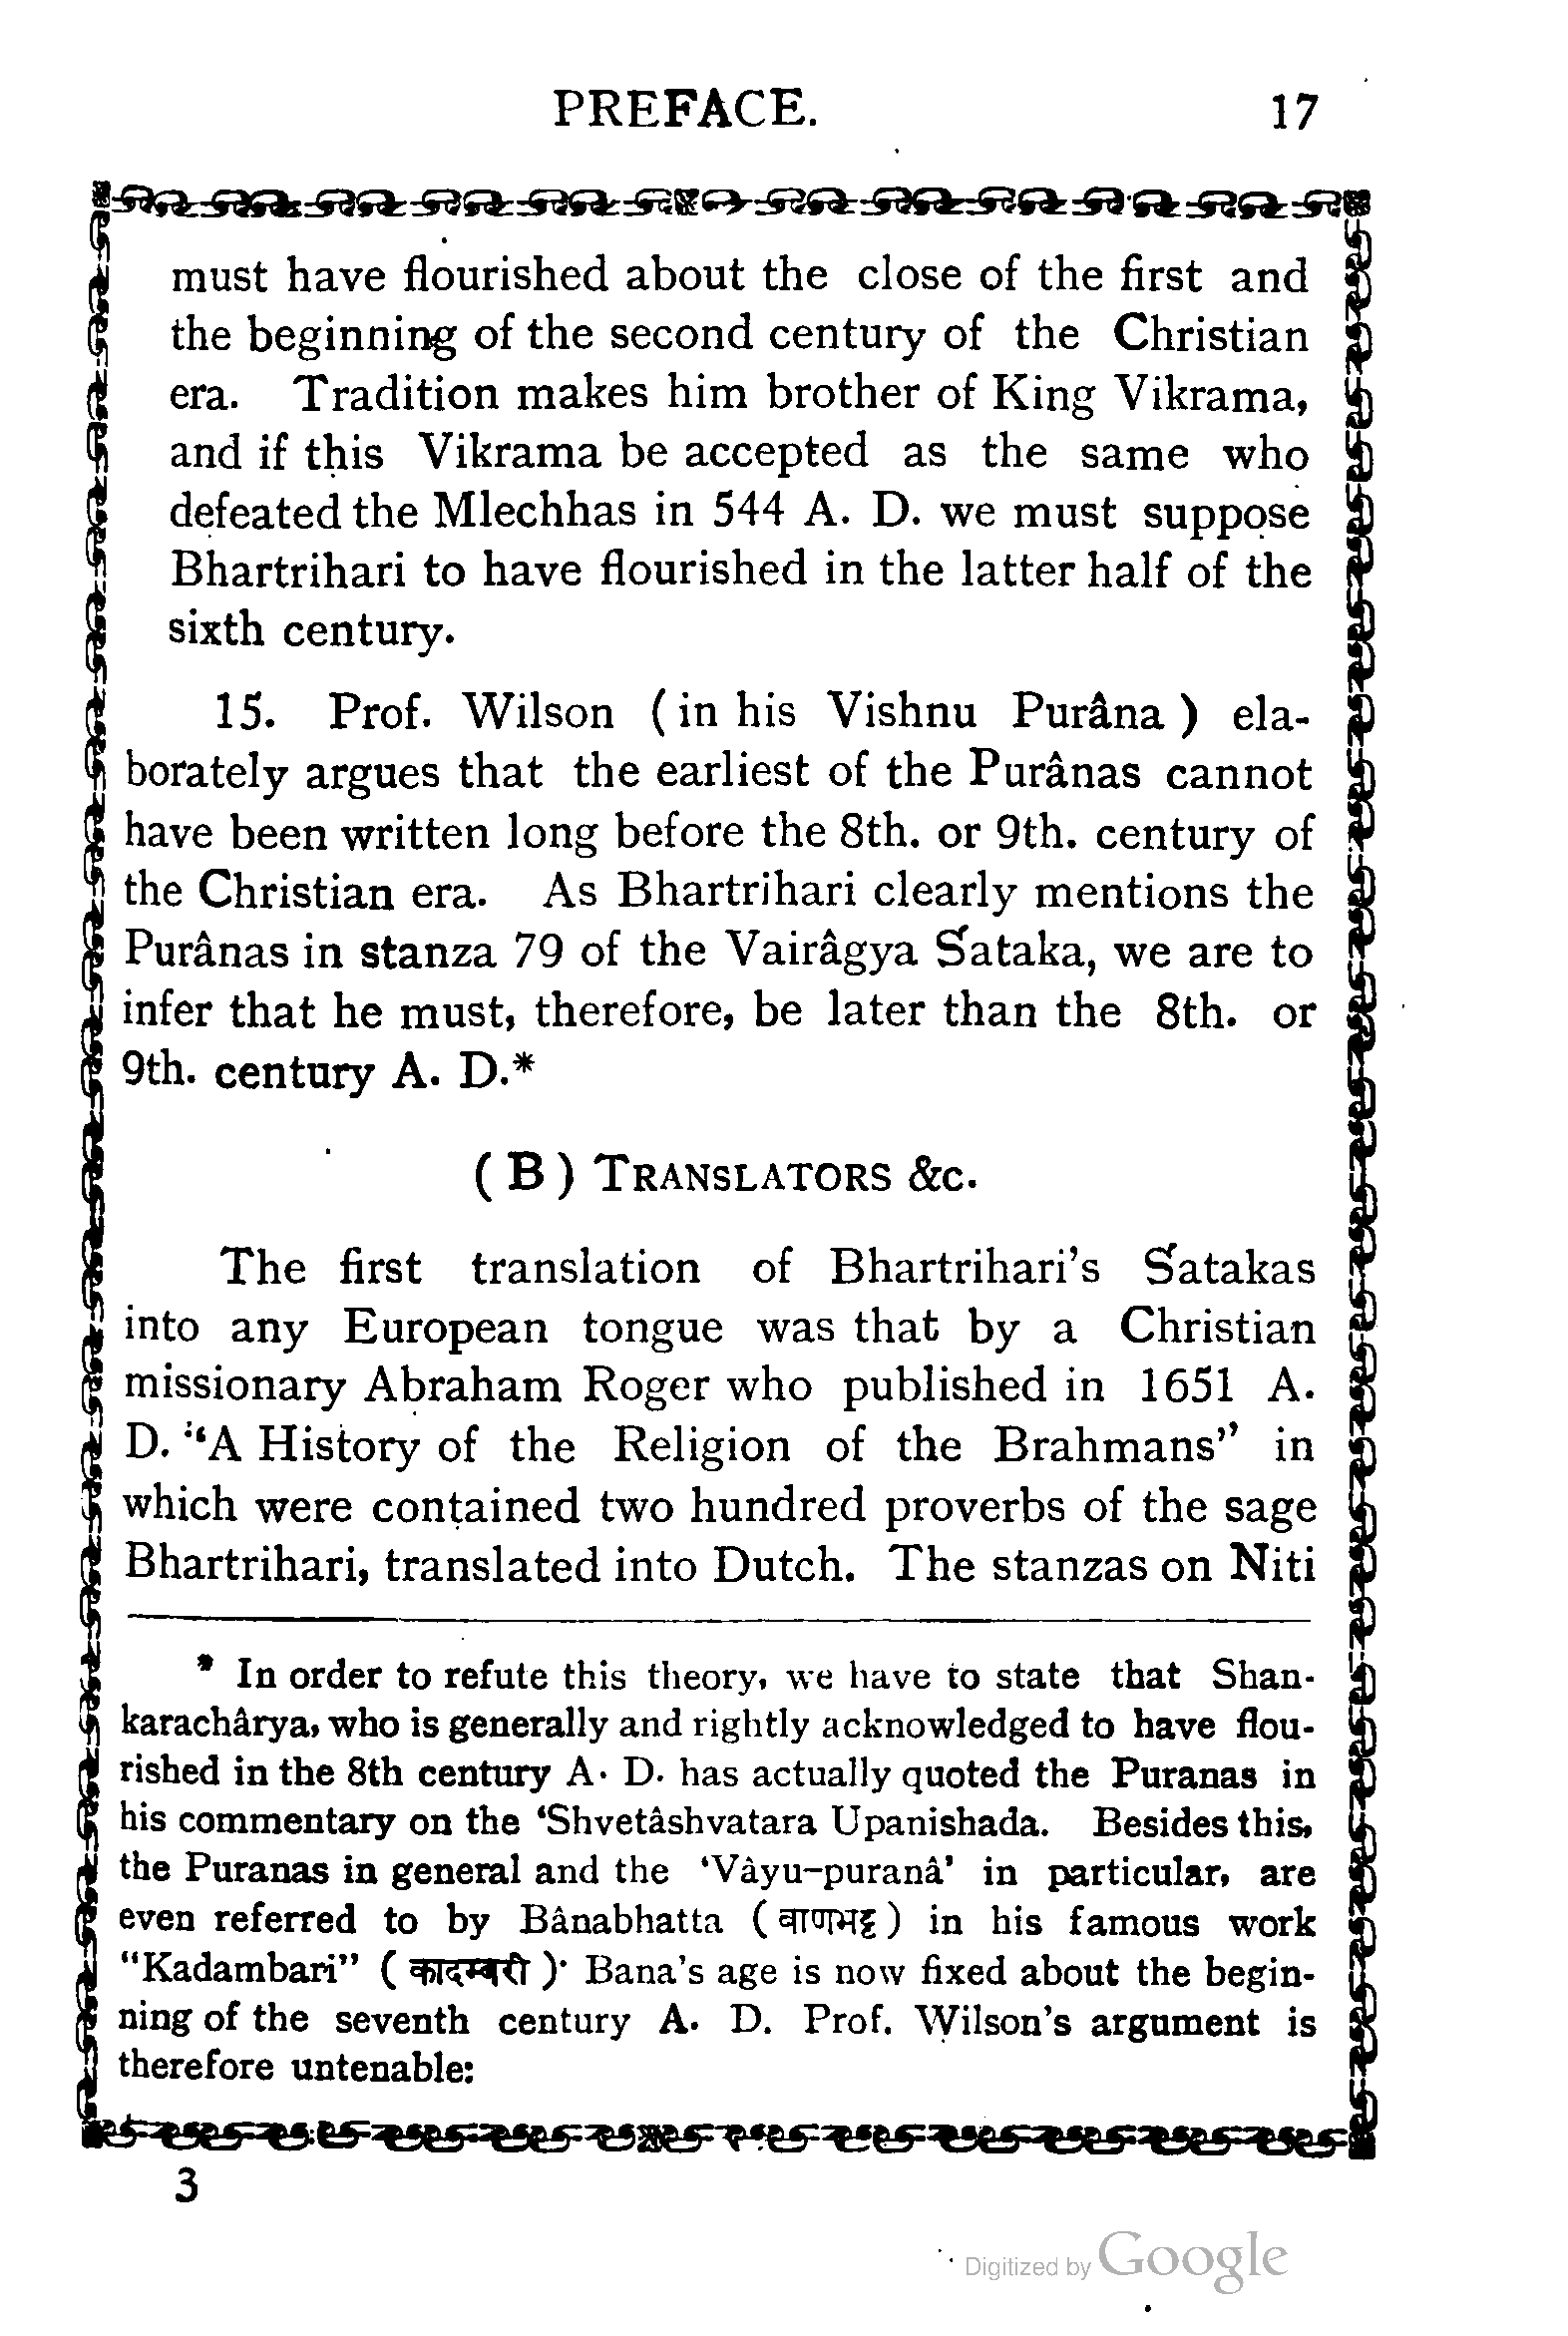 PREFACE. 17
must have flourished about the close of the first and
the beginning of the second century of the Christian
era. Tradition makes him brother of King Vikrama,
and if this Vikrama be accepted as the same who
defeated the Mlechhas in 544 A. D. we must suppose
Bhartrihari to have flourished in the latter half of the
sixth century.
15. Prof. Wilson ( in his Vishnu Purâna ) ela-
borately argues that the earliest of the Purânas cannot
have been written long before the 8th. or 9th. century of
the Christian era. As Bhartrihari clearly mentions the
Purânas in stanza 79 of the Vairâgya Śataka, we are to
infer that he must, therefore, be later than the 8th. or
9th. century A. D.*
( B ) TRANSLATORS &c.
The first translation of Bhartrihari's Śatakas
into any European tongue was that by a Christian
missionary Abraham Roger who published in 1651 A.
D. "A History of the Religion of the Brahmans" in
which were contained two hundred proverbs of the sage
Bhartrihari, translated into Dutch. The stanzas on Niti
* In order to refute this theory, we have to state that Shan-
karachârya, who is generally and rightly acknowledged to have flou-
rished in the 8th century A. D. has actually quoted the Puranas in
his commentary on the 'Shvetâshvatara Upanishada. Besides this,
the Puranas in general and the 'Vâyu-puranâ' in particular, are
even referred to by Bânabhatta ( बाणभट्ट ) in his famous work
"Kadambari" ( कादम्बरी ). Bana's age is now fixed about the begin-
ning of the seventh century A. D. Prof. Wilson's argument is
therefore untenable:
3
Digitized by Google